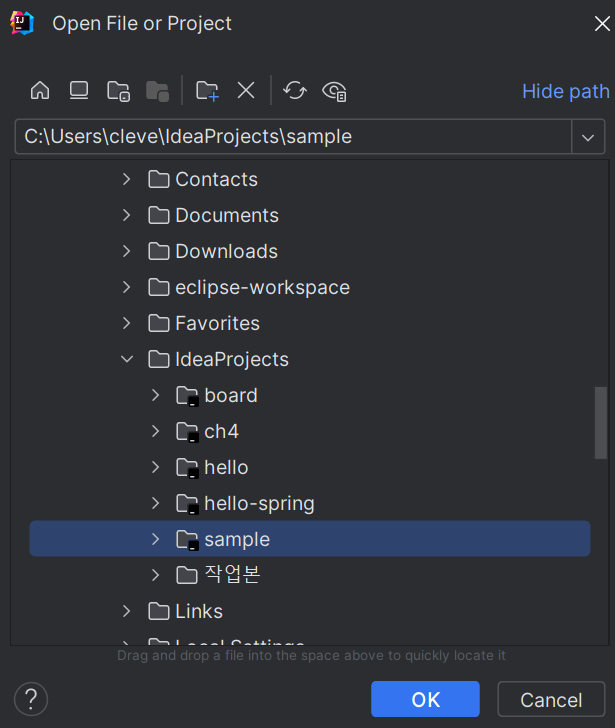 Open File or Project
Hide path
C:\Users\cleve\IdeaProjects\sample
Contacts
Documents
Downloads
eclipse-workspace
Favorites
IdeaProjects
board
ch4
hello
hello-spring
sample
작업본
Links
Local Settings
Drag and drop a file into the space above to quickly locate it
?
OK
Cancel